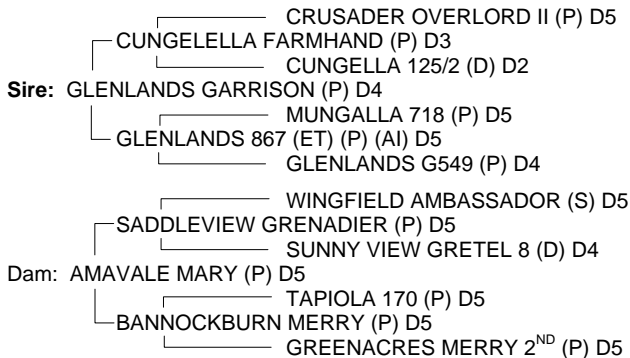 CRUSADER OVERLORD II (P) D5
CUNGELELLA FARMHAND (P) D3
CUNGELLA 125/2 (D) D2
Sire: GLENLANDS GARRISON (P) D4
MUNGALLA 718 (P) D5
GLENLANDS 867 (ET) (P) (AI) D5
GLENLANDS G549 (P) D4
WINGFIELD AMBASSADOR (S) D5
SADDLEVIEW GRENADIER (P) D5
SUNNY VIEW GRETEL 8 (D) D4
Dam: AMAVALE MARY (P) D5
TAPIOLA 170 (P) D5
BANNOCKBURN MERRY (P) D5
GREENACRES MERRY 2ND (P) D5